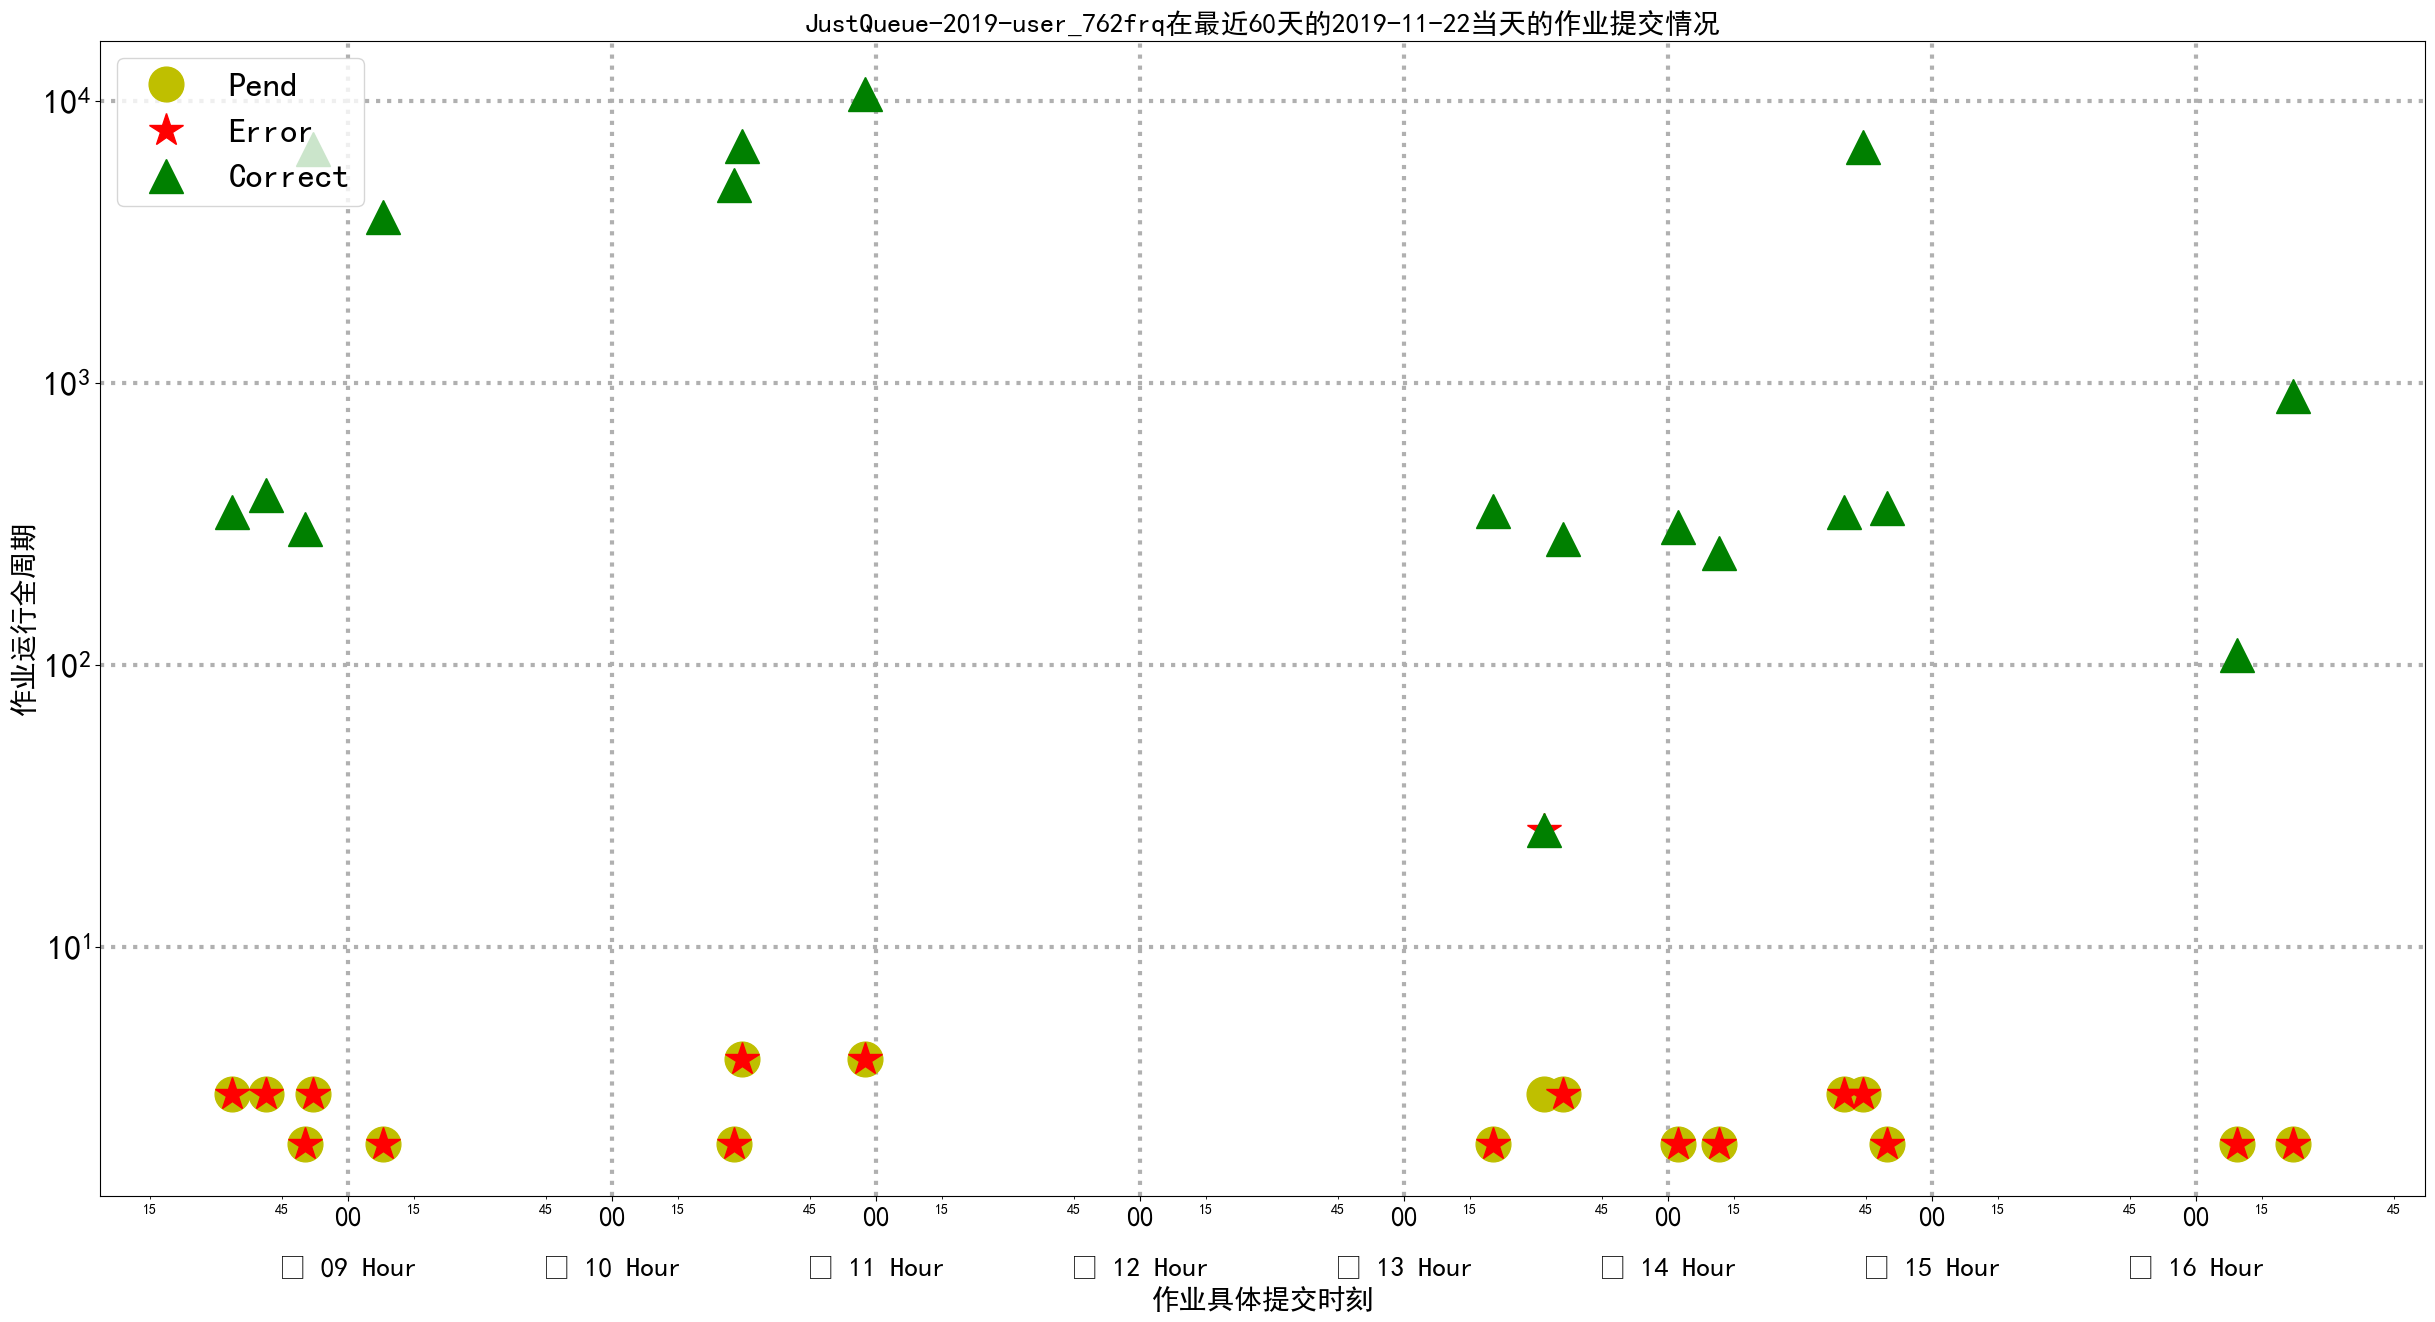 JustQueue-2019-user_762frq在最近60天的2019-11-22当天的作业提交情况
Pend
Error
Correct
10⁴
10³
10²
10¹
作业运行全周期
15 45 00 15 45 00 15 45 00 15 45 00 15 45 00 15 45 00 15 45 00 15 45 00 15 45
□ 09 Hour □ 10 Hour □ 11 Hour □ 12 Hour □ 13 Hour □ 14 Hour □ 15 Hour □ 16 Hour
作业具体提交时刻